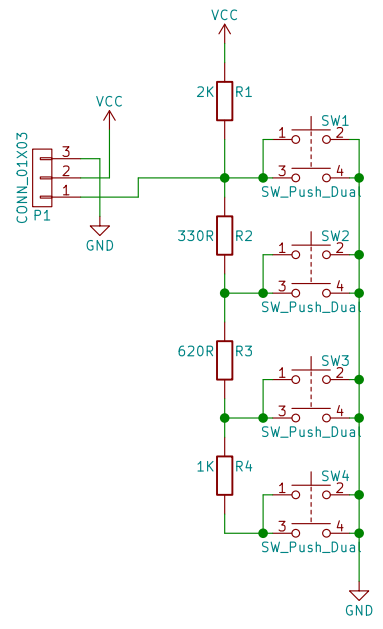 VCC
2K R1
VCC
CONN_01X03
3
2
1
P1
GND
SW1
1 2
3 4
SW_Push_Dual
330R R2
SW2
1 2
3 4
SW_Push_Dual
620R R3
SW3
1 2
3 4
SW_Push_Dual
1K R4
SW4
1 2
3 4
SW_Push_Dual
GND